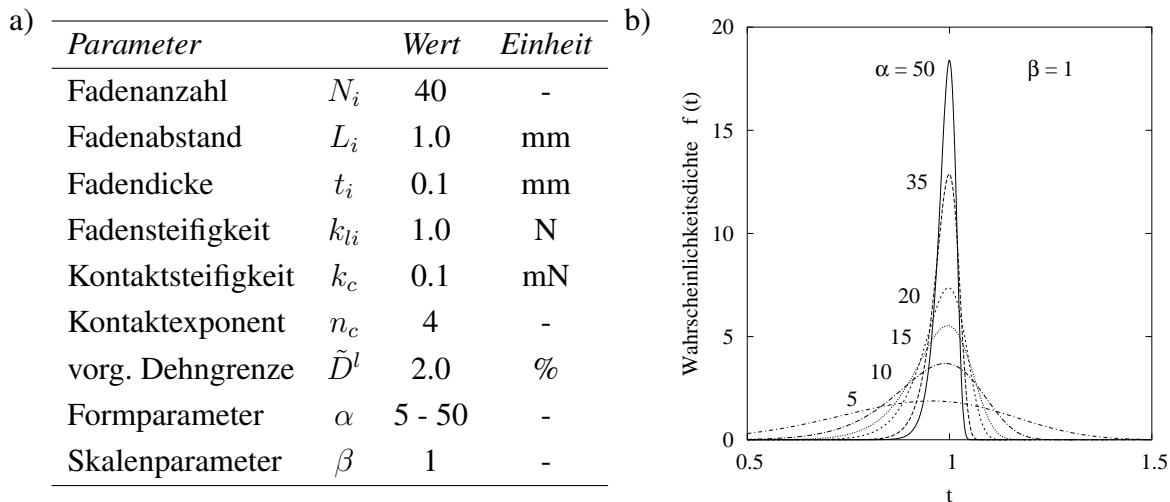 a)
Parameter Wert Einheit
Fadenanzahl N_i 40 -
Fadenabstand L_i 1.0 mm
Fadendicke t_i 0.1 mm
Fadensteifigkeit k_{li} 1.0 N
Kontaktsteifigkeit k_c 0.1 mN
Kontaktexponent n_c 4 -
vorg. Dehngrenze D̃^l 2.0 %
Formparameter α 5 - 50 -
Skalenparameter β 1 -
b)
Wahrscheinlichkeitsdichte f (t)
20
15
10
5
0
α = 50 β = 1
35
20
15
10
5
0.5 1 1.5
t